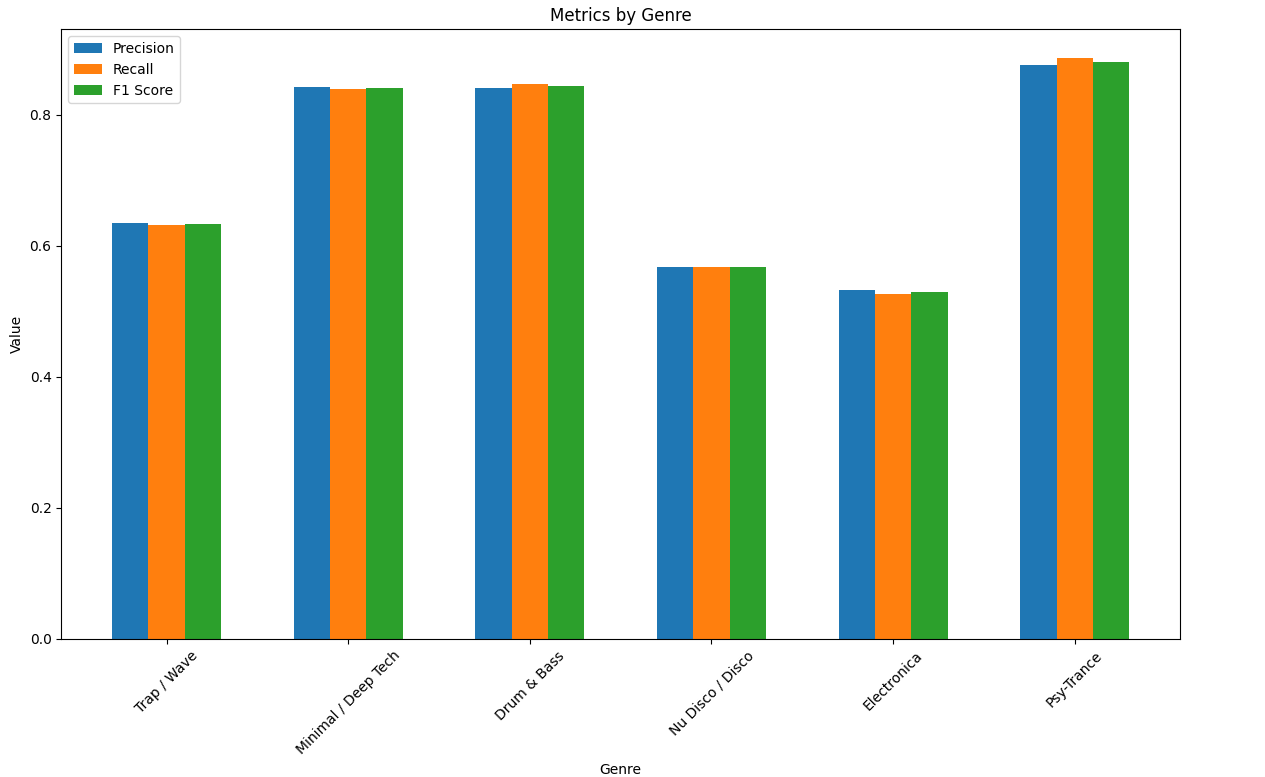 Metrics by Genre
Precision
Recall
F1 Score
Value
0.8
0.6
0.4
0.2
0.0
Trap / Wave
Minimal / Deep Tech
Drum & Bass
Nu Disco / Disco
Electronica
Psy-Trance
Genre